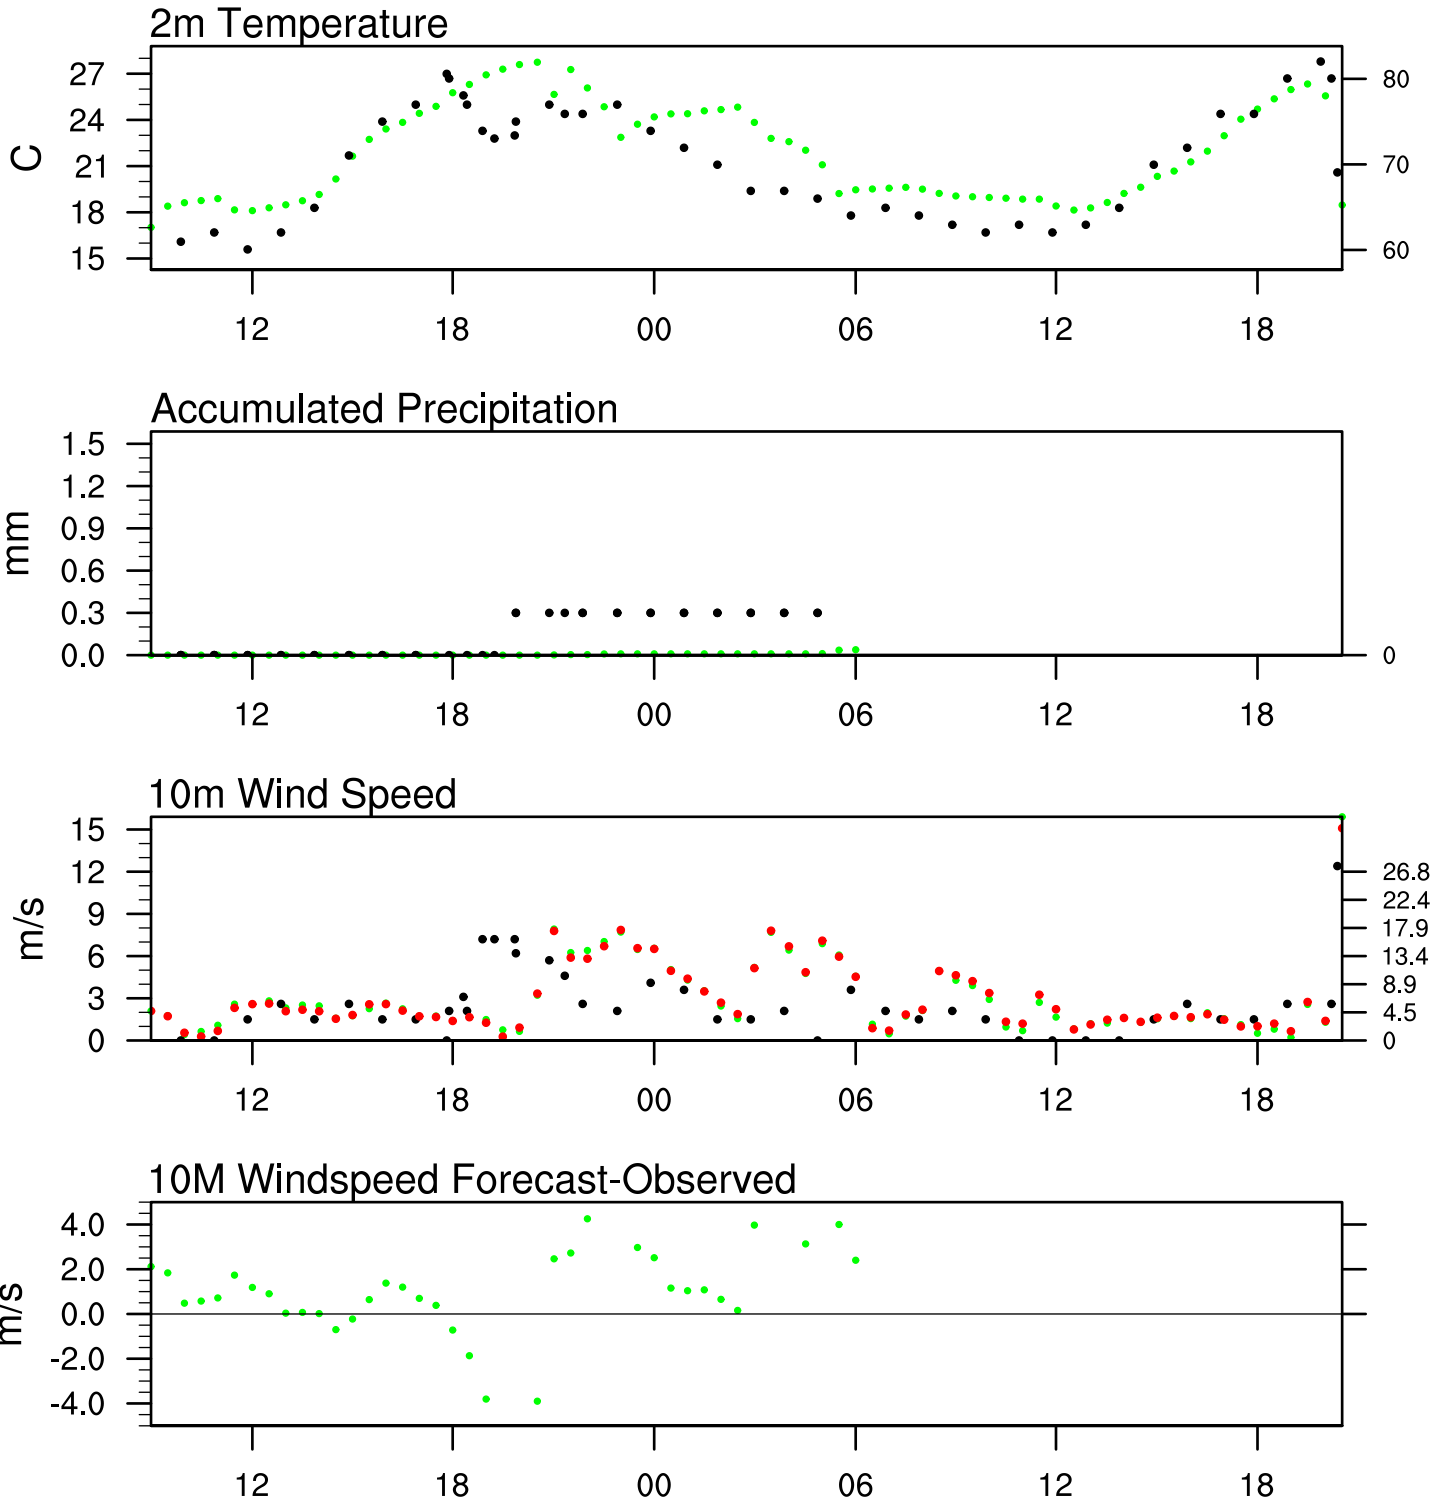 2m Temperature
27
24
21
18
15
C
80
70
60
12 18 00 06 12 18
Accumulated Precipitation
1.5
1.2
0.9
0.6
0.3
0.0
mm
0
12 18 00 06 12 18
10m Wind Speed
15
12
9
6
3
0
m/s
26.8
22.4
17.9
13.4
8.9
4.5
0
12 18 00 06 12 18
10M Windspeed Forecast-Observed
4.0
2.0
0.0
-2.0
-4.0
m/s
12 18 00 06 12 18